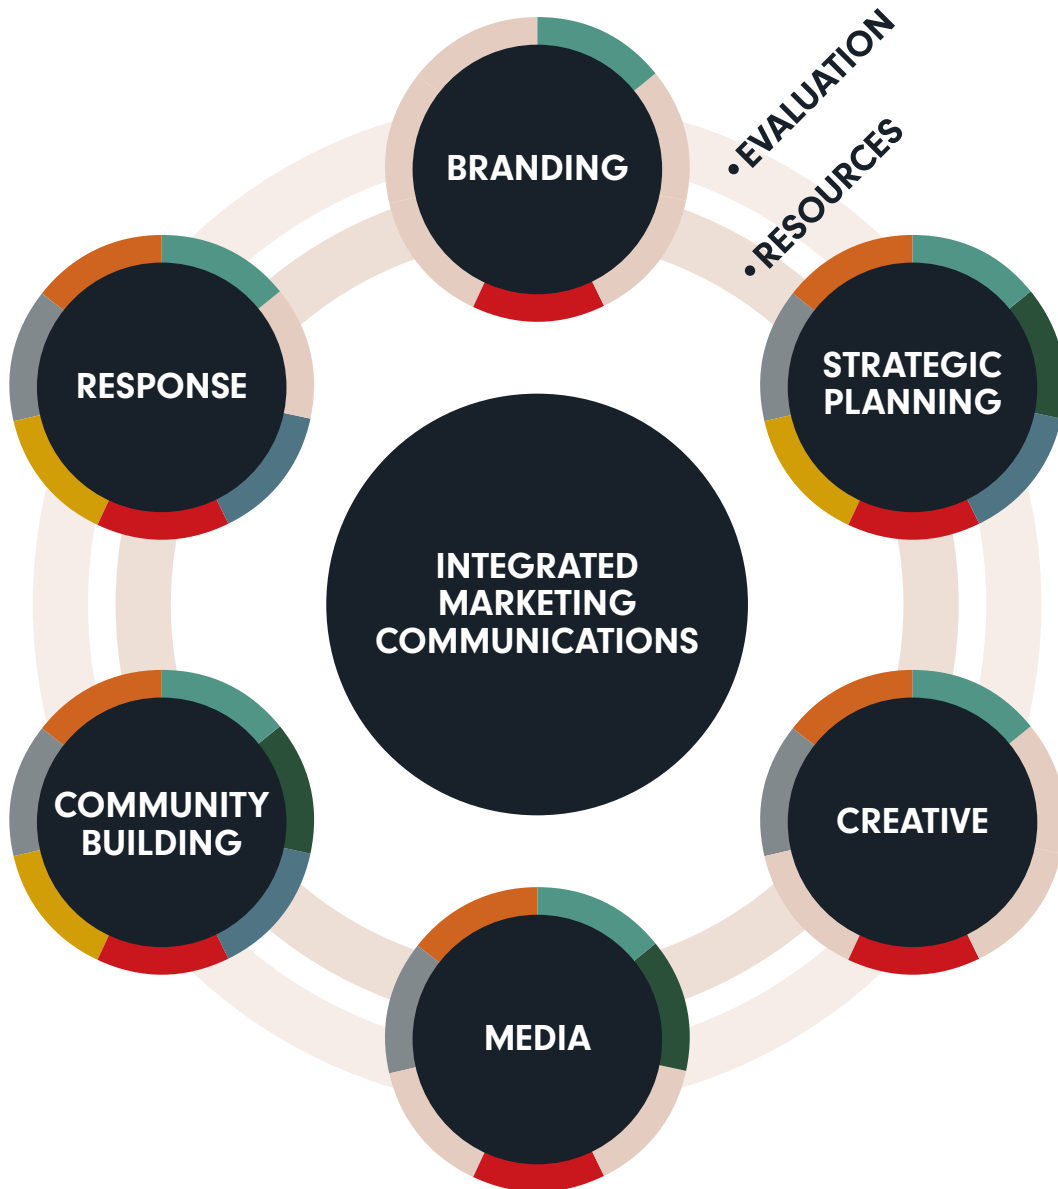 BRANDING
• EVALUATION
• RESOURCES
RESPONSE
STRATEGIC
PLANNING
INTEGRATED
MARKETING
COMMUNICATIONS
COMMUNITY
BUILDING
CREATIVE
MEDIA